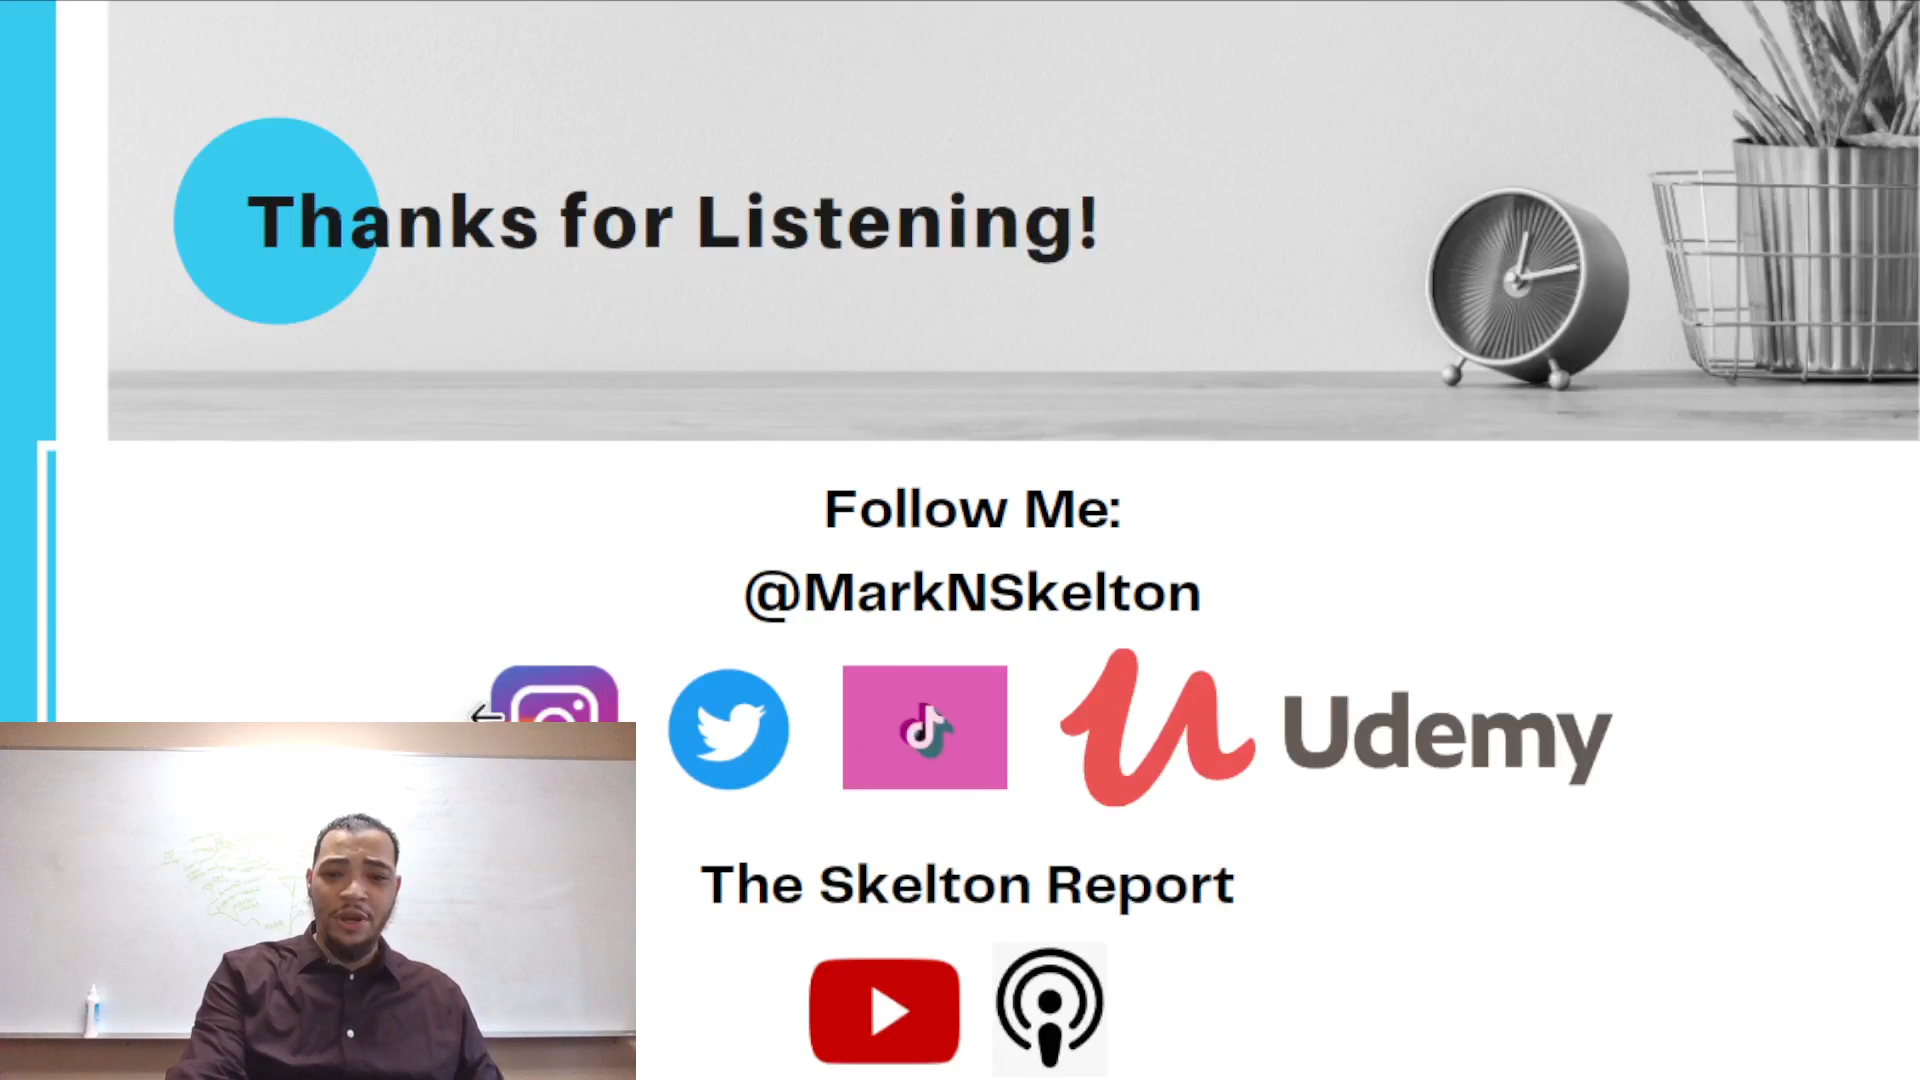 Thanks for Listening!
Follow Me:
@MarkNSkelton
Udemy
The Skelton Report